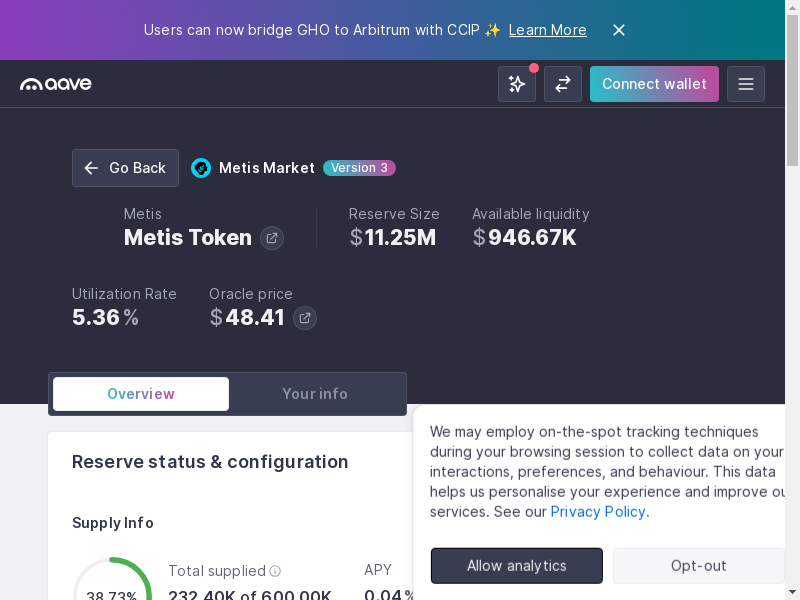 Users can now bridge GHO to Arbitrum with CCIP ✨ Learn More
aave
Connect wallet
Go Back
Metis Market
Version 3
Metis
Metis Token
Reserve Size
$11.25M
Available liquidity
$946.67K
Utilization Rate
5.36%
Oracle price
$48.41
Overview
Your info
Reserve status & configuration
Supply Info
38.73%
Total supplied
232.40K of 600.00K
APY
0.04%
We may employ on-the-spot tracking techniques
during your browsing session to collect data on your
interactions, preferences, and behaviour. This data
helps us personalise your experience and improve ou
services. See our Privacy Policy.
Allow analytics
Opt-out